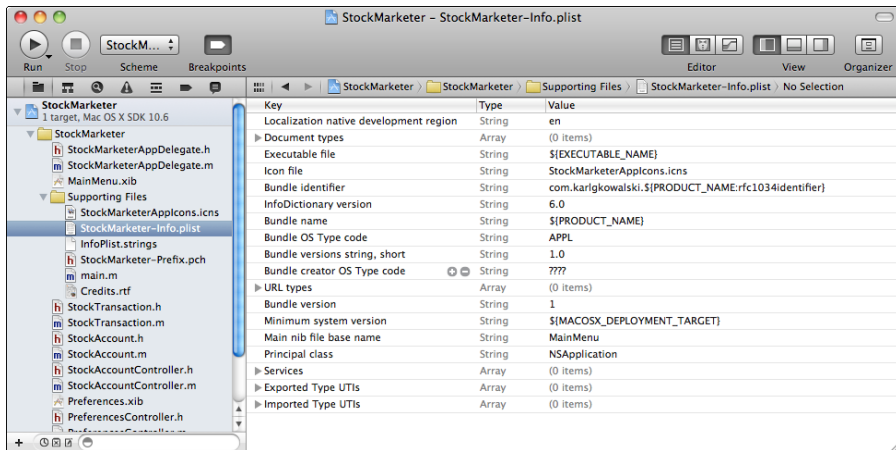 StockMarketer – StockMarketer-Info.plist
StockM...
Run Stop Scheme Breakpoints Editor View Organizer
StockMarketer StockMarketer Supporting Files StockMarketer-Info.plist No Selection
StockMarketer
1 target, Mac OS X SDK 10.6
StockMarketer
h StockMarketerAppDelegate.h
m StockMarketerAppDelegate.m
MainMenu.xib
Supporting Files
StockMarketerAppIcons.icns
StockMarketer-Info.plist
InfoPlist.strings
h StockMarketer-Prefix.pch
m main.m
Credits.rtf
h StockTransaction.h
m StockTransaction.m
h StockAccount.h
m StockAccount.m
h StockAccountController.h
m StockAccountController.m
Preferences.xib
h PreferencesController.h
PreferencesController.m
Key Type Value
Localization native development region String en
Document types Array (0 items)
Executable file String ${EXECUTABLE_NAME}
Icon file String StockMarketerAppIcons.icns
Bundle identifier String com.karlgkowalski.${PRODUCT_NAME:rfc1034identifier}
InfoDictionary version String 6.0
Bundle name String ${PRODUCT_NAME}
Bundle OS Type code String APPL
Bundle versions string, short String 1.0
Bundle creator OS Type code String ????
URL types Array (0 items)
Bundle version String 1
Minimum system version String ${MACOSX_DEPLOYMENT_TARGET}
Main nib file base name String MainMenu
Principal class String NSApplication
Services Array (0 items)
Exported Type UTIs Array (0 items)
Imported Type UTIs Array (0 items)